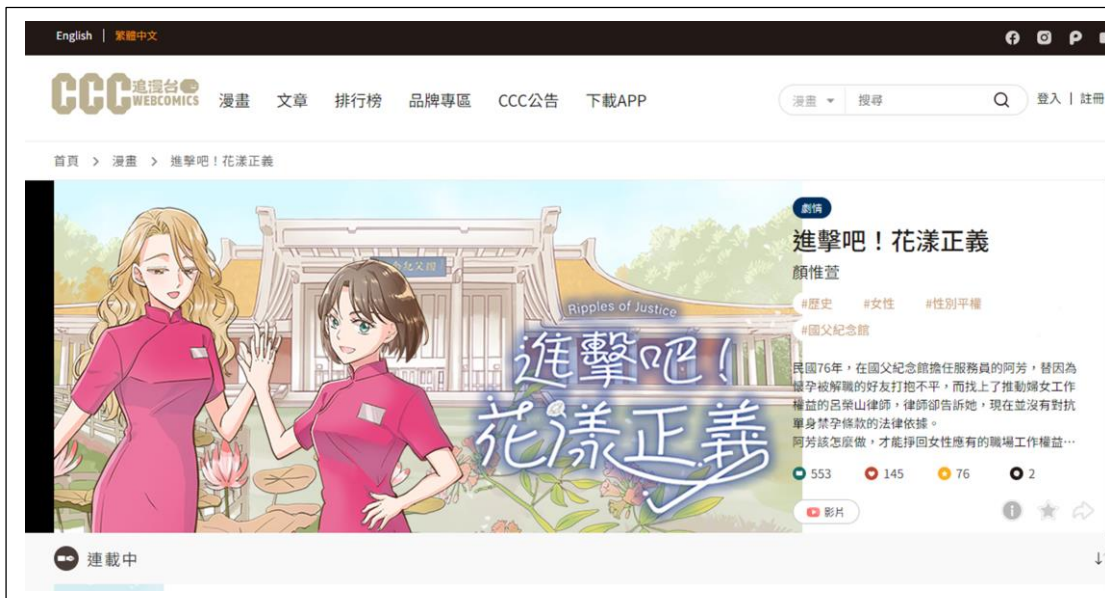 English | 繁體中文
CCC 追漫台 WEBCOMICS
漫畫 文章 排行榜 品牌專區 CCC公告 下載APP
漫畫 搜尋
登入 | 註冊
首頁 > 漫畫 > 進擊吧！花漾正義
Ripples of Justice
進擊吧！
花漾正義
劇情
進擊吧！花漾正義
顏惟萱
#歷史 #女性 #性別平權
#國父紀念館
民國76年，在國父紀念館擔任服務員的阿芳，替因為
懷孕被解職的好友打抱不平，而找上了推動婦女工作
權益的呂榮山律師，律師卻告訴她，現在並沒有對抗
單身禁孕條款的法律依據。
阿芳該怎麼做，才能掙回女性應有的職場工作權益…
553 145 76 2
影片
連載中